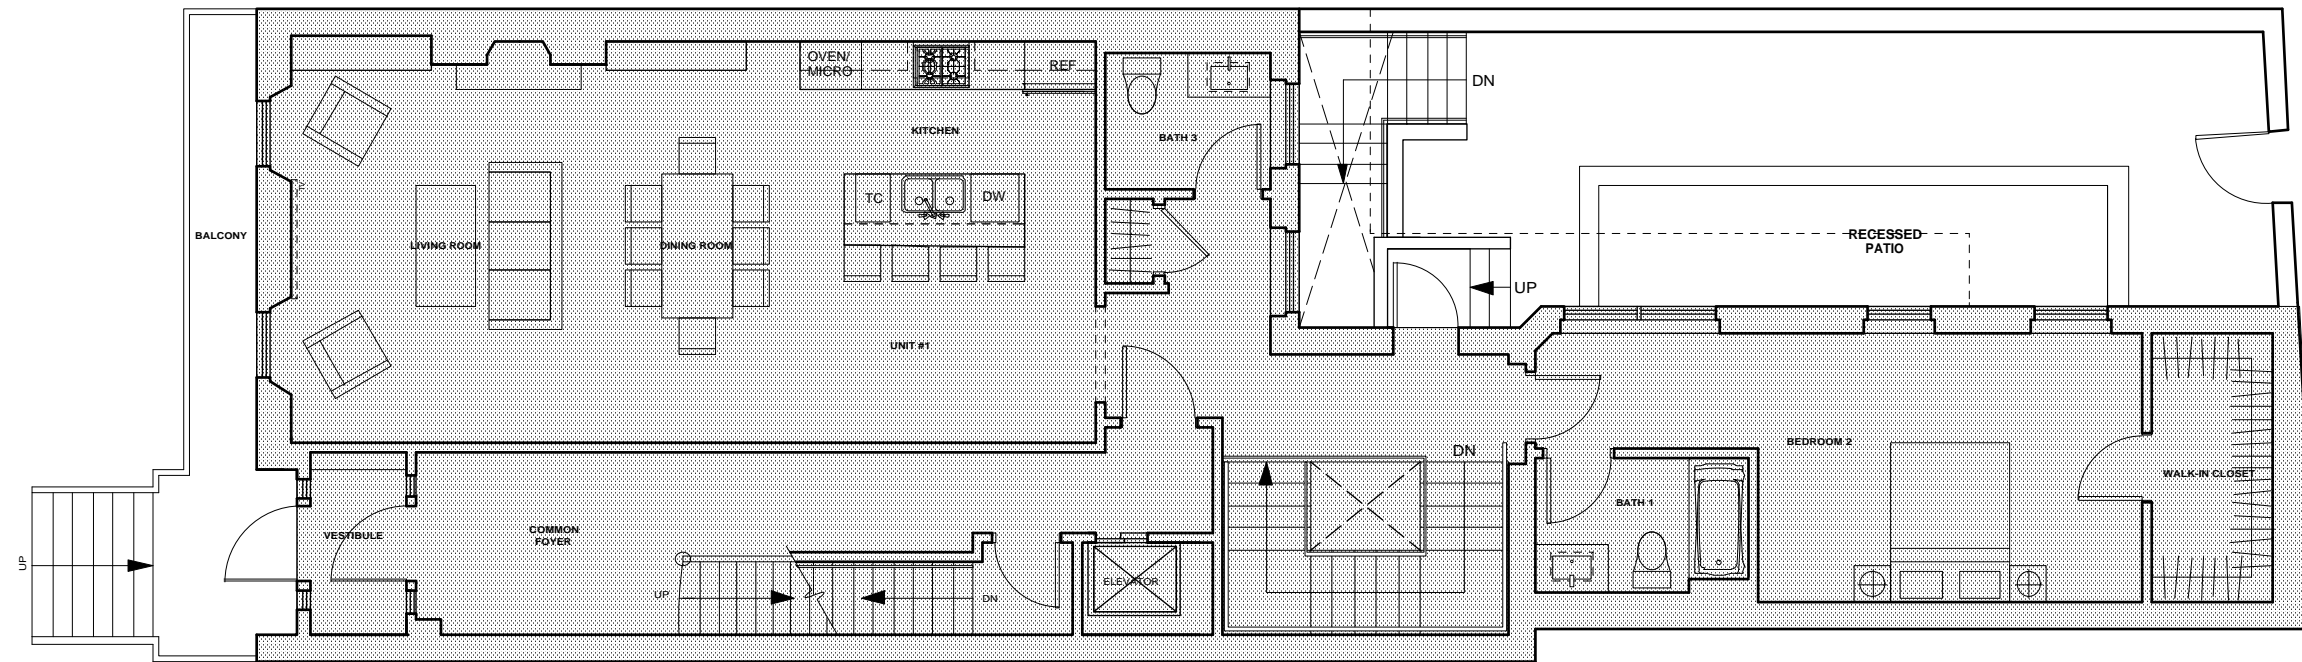 OVEN/
MICRO
REF
KITCHEN
DN
BATH 3
TC
DW
BALCONY
LIVING ROOM
DINING ROOM
RECESSED
PATIO
UP
UNIT #1
DN
BEDROOM 2
WALK-IN CLOSET
BATH 1
COMMON
FOYER
VESTIBULE
UP
ELEVATOR
UP
DN